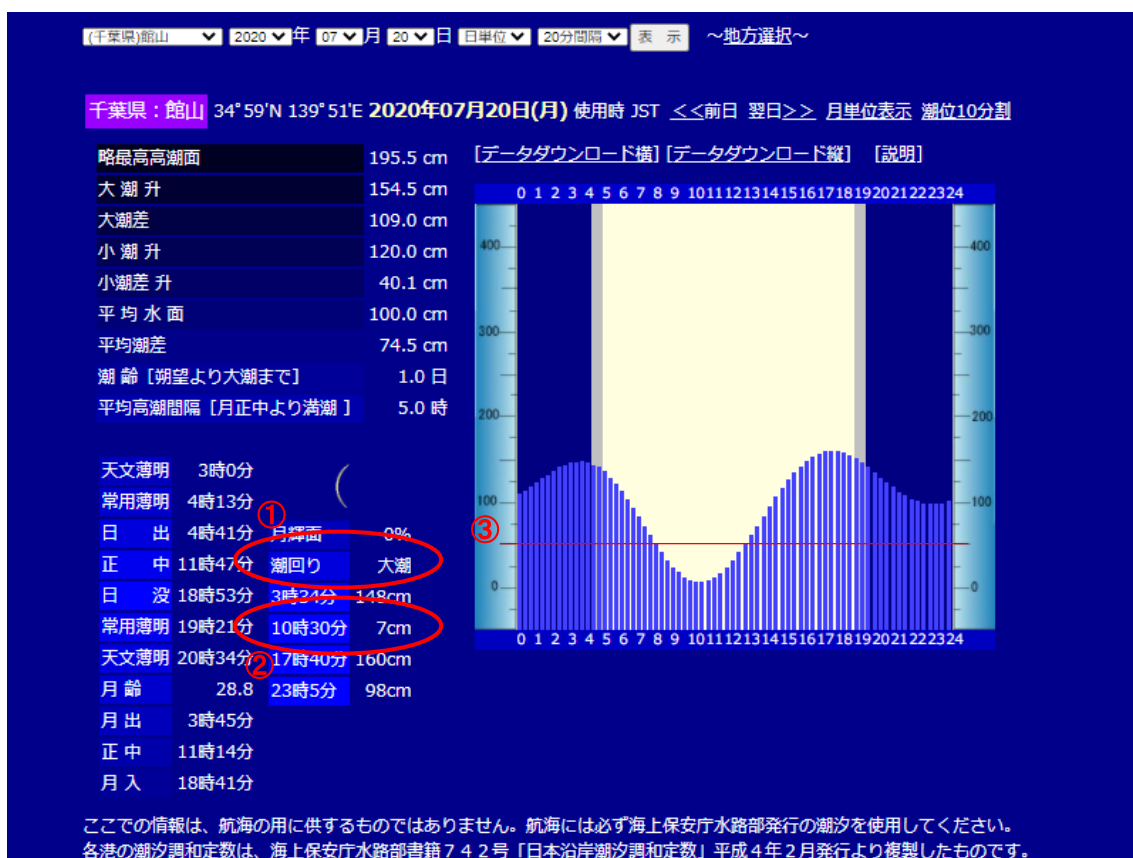 (千葉県)館山 2020 年 07 月 20 日 日単位 20分間隔 表 示 ～地方選択～
千葉県：館山 34°59'N 139°51'E 2020年07月20日(月) 使用時 JST <<前日 翌日>> 月単位表示 潮位10分割
略最高高潮面 195.5 cm
大 潮 升 154.5 cm
大潮差 109.0 cm
小 潮 升 120.0 cm
小潮差 升 40.1 cm
平 均 水 面 100.0 cm
平均潮差 74.5 cm
潮 齢［朔望より大潮まで］ 1.0 日
平均高潮間隔［月正中より満潮 ］ 5.0 時
[データダウンロード横] [データダウンロード縦] [説明]
0 1 2 3 4 5 6 7 8 9 101112131415161718192021222324
400 400
300 300
200 200
100 100
0 0
0 1 2 3 4 5 6 7 8 9 101112131415161718192021222324
③
天文薄明 3時0分
常用薄明 4時13分
①
日 出 4時41分 月輝面 0%
正 中 11時47分 潮回り 大潮
日 没 18時53分 3時34分 148cm
常用薄明 19時21分 10時30分 7cm
天文薄明 20時34分 17時40分 160cm
②
月 齢 28.8 23時5分 98cm
月 出 3時45分
正 中 11時14分
月 入 18時41分
ここでの情報は、航海の用に供するものではありません。航海には必ず海上保安庁水路部発行の潮汐を使用してください。
各港の潮汐調和定数は、海上保安庁水路部書籍７４２号「日本沿岸潮汐調和定数」平成４年２月発行より複製したものです。